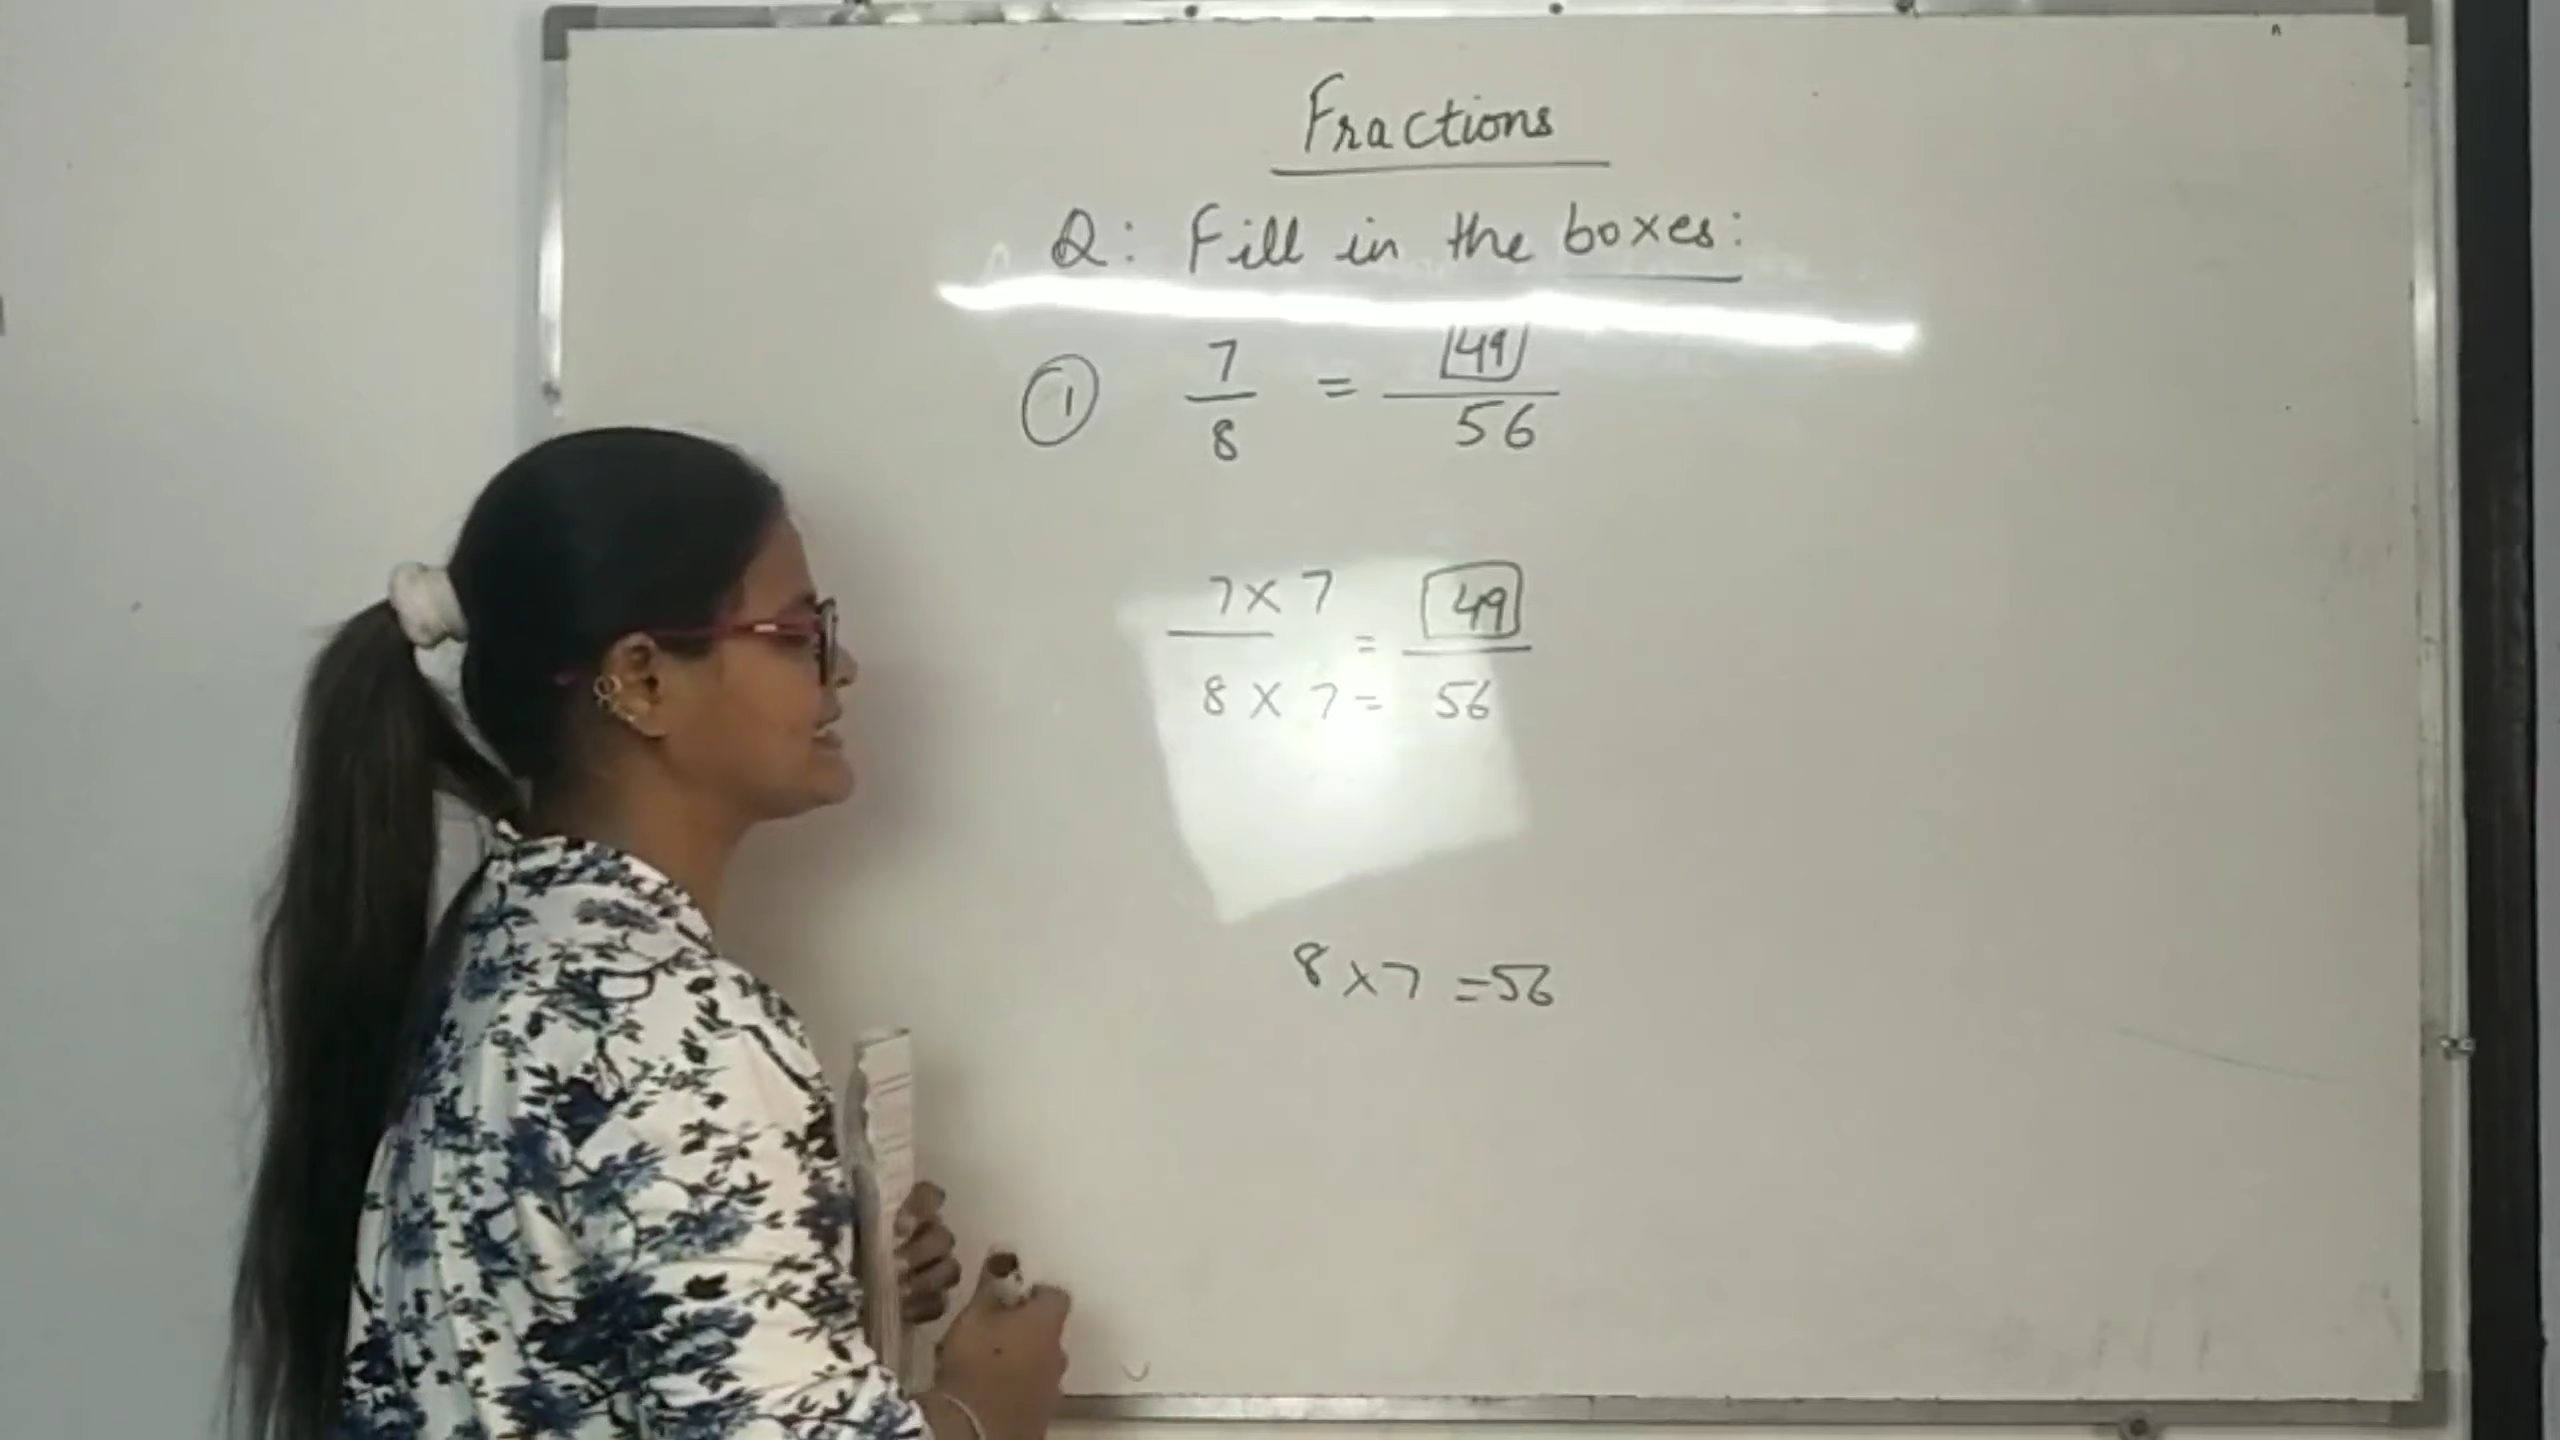 Fractions
Q: Fill in the boxes:
① 7/8 = 49/56
7 x 7 / 8 x 7 = 49/56
8 x 7 = 56